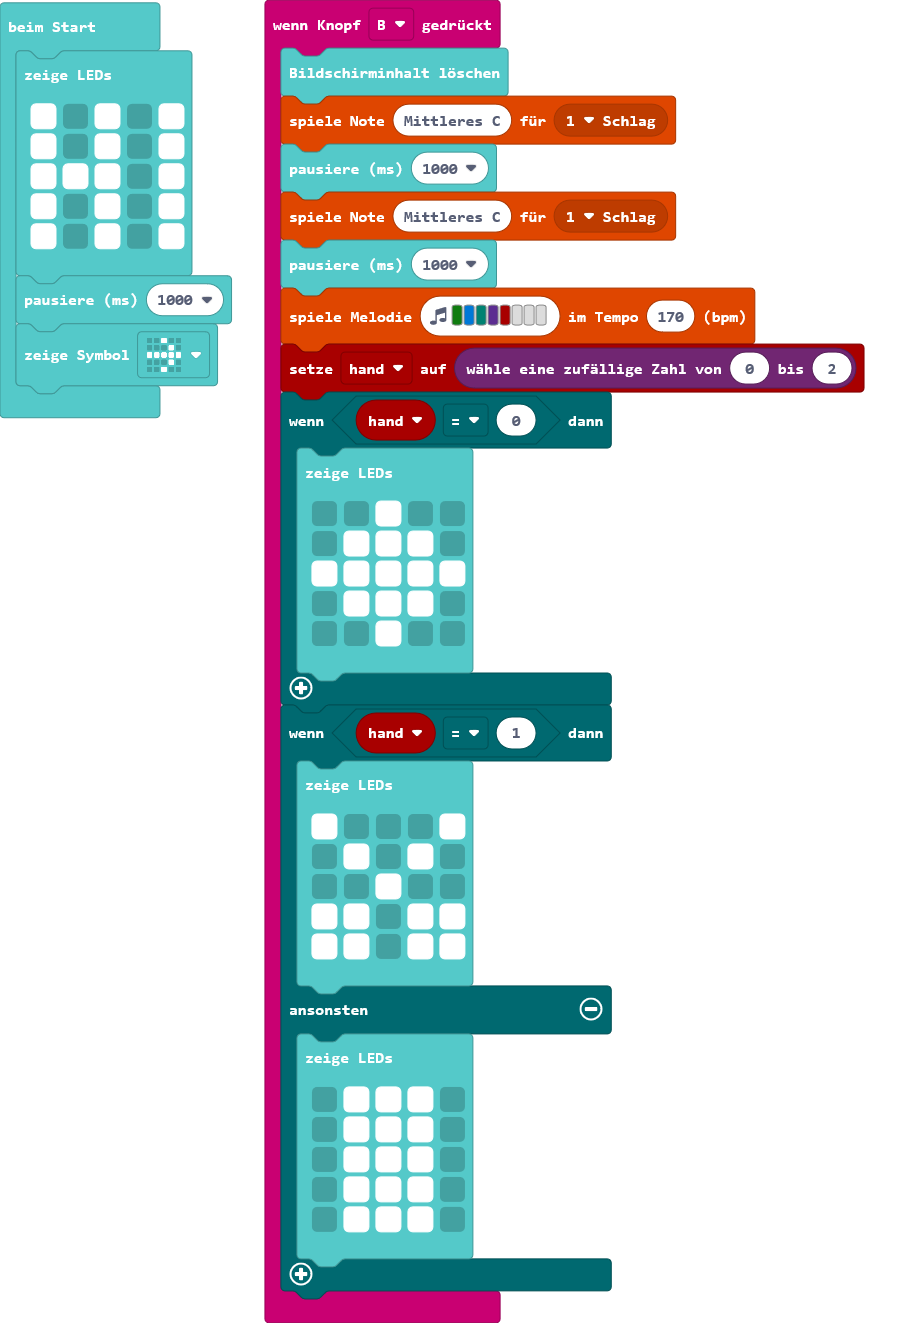 beim Start
zeige LEDs
pausiere (ms) 1000
zeige Symbol
wenn Knopf B gedrückt
Bildschirminhalt löschen
spiele Note Mittleres C für 1 Schlag
pausiere (ms) 1000
spiele Note Mittleres C für 1 Schlag
pausiere (ms) 1000
spiele Melodie im Tempo 170 (bpm)
setze hand auf wähle eine zufällige Zahl von 0 bis 2
wenn hand = 0 dann
zeige LEDs
wenn hand = 1 dann
zeige LEDs
ansonsten
zeige LEDs